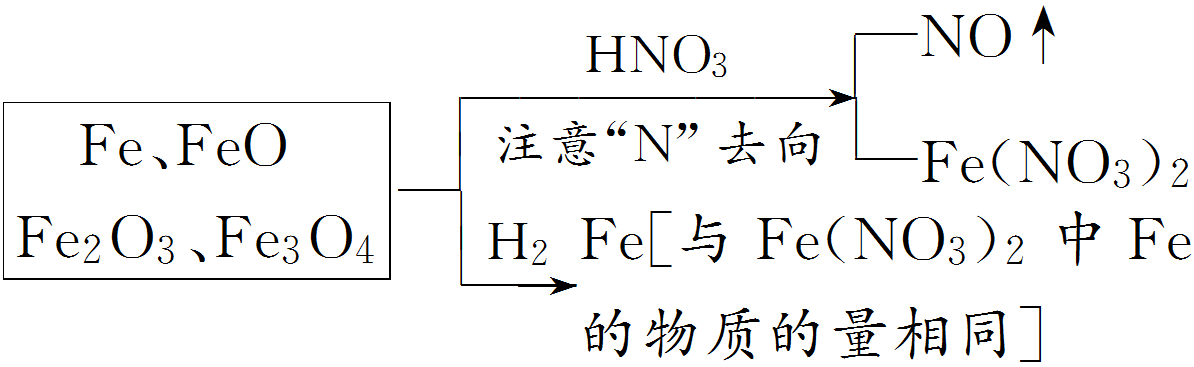 HNO₃
NO↑
Fe、FeO
注意“N”去向
Fe(NO₃)₂
Fe₂O₃、Fe₃O₄
H₂
Fe[与 Fe(NO₃)₂ 中 Fe
的物质的量相同]